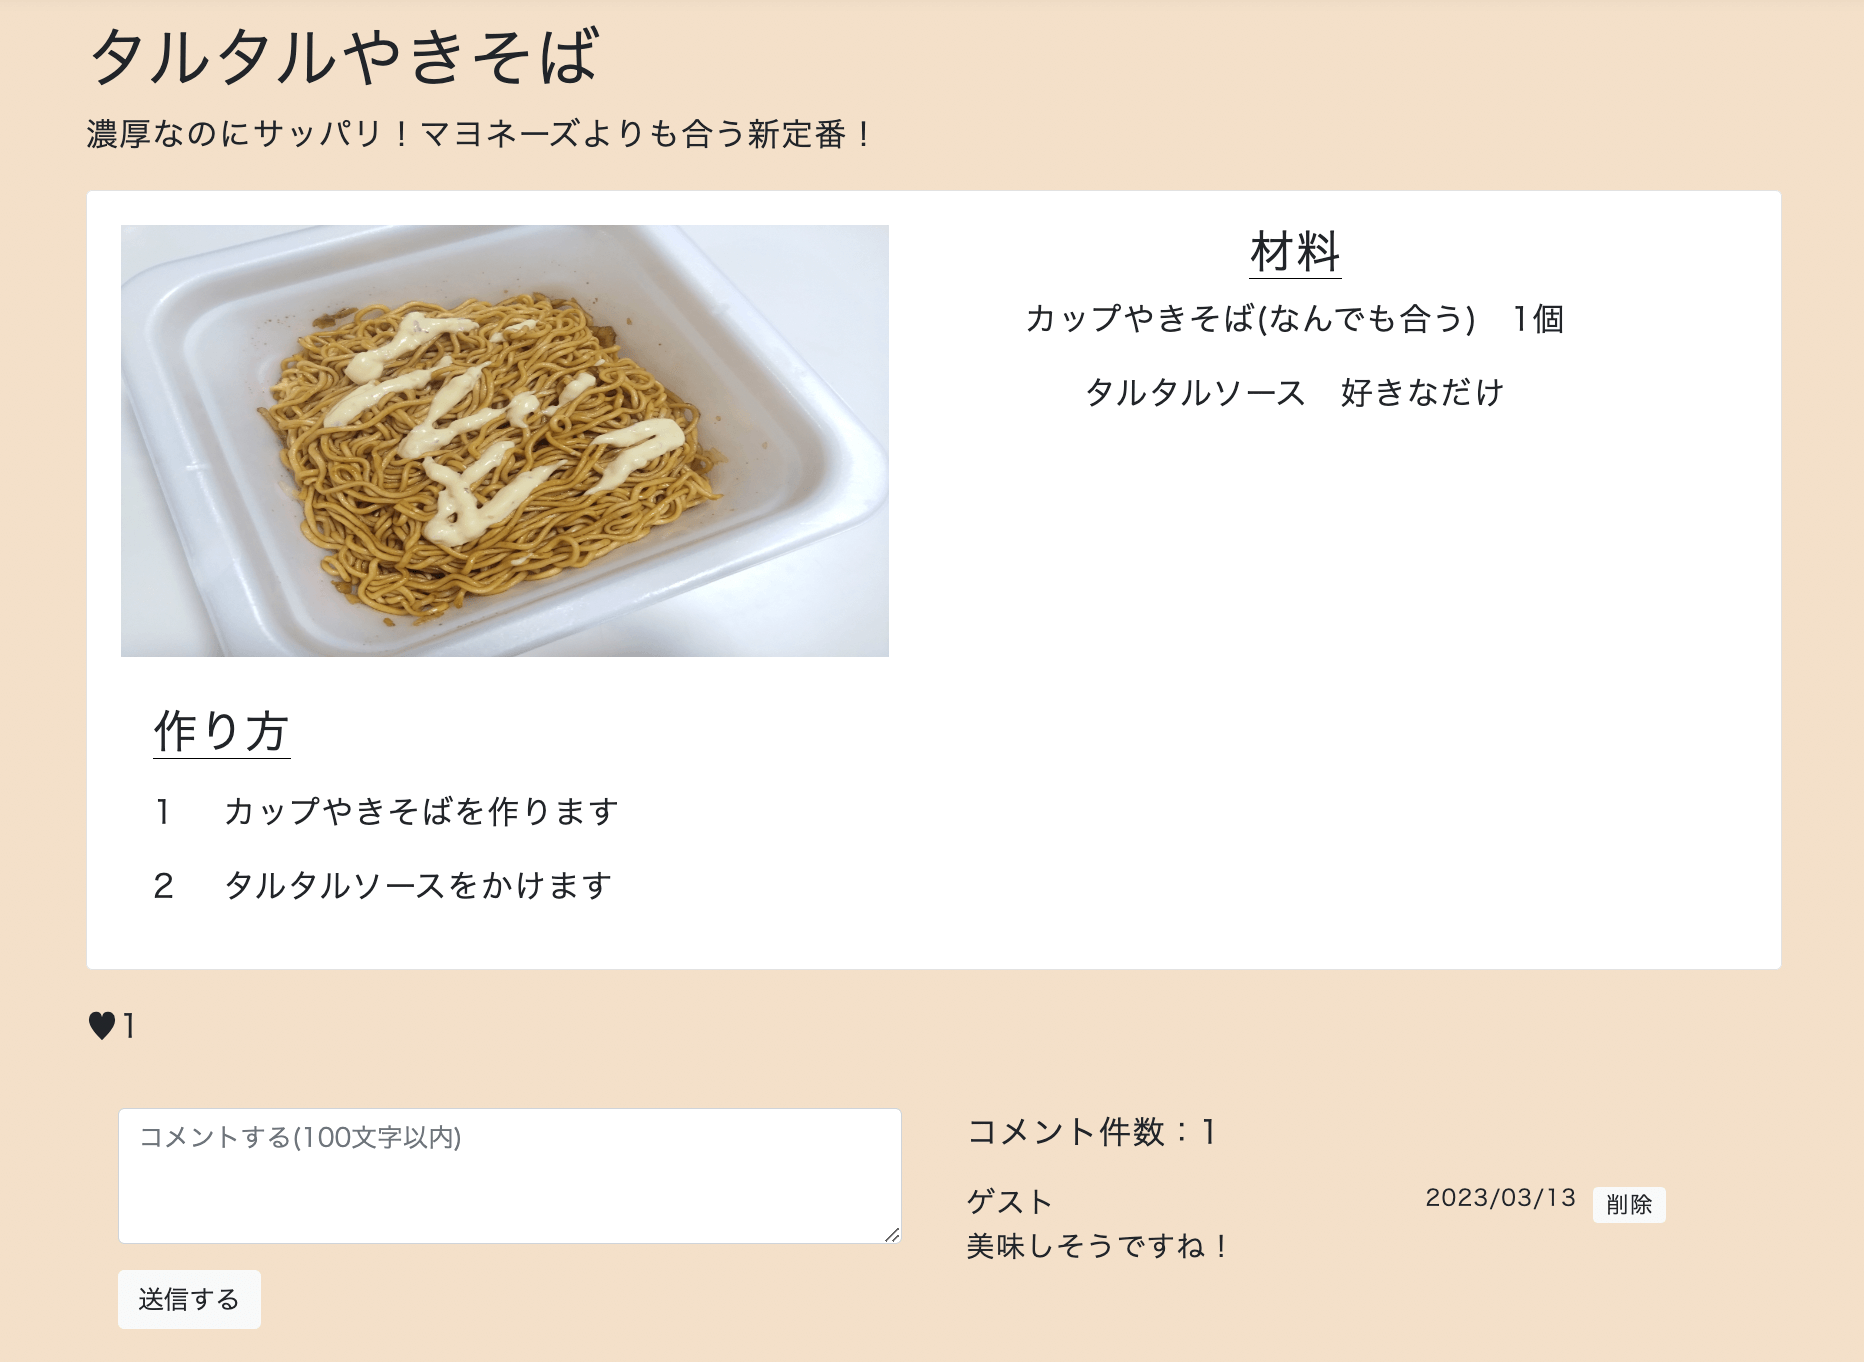 タルタルやきそば
濃厚なのにサッパリ！マヨネーズよりも合う新定番！
材料
カップやきそば(なんでも合う)　1個
タルタルソース　好きなだけ
作り方
1　カップやきそばを作ります
2　タルタルソースをかけます
♥1
コメントする(100文字以内)
送信する
コメント件数：1
ゲスト　2023/03/13　削除
美味しそうですね！